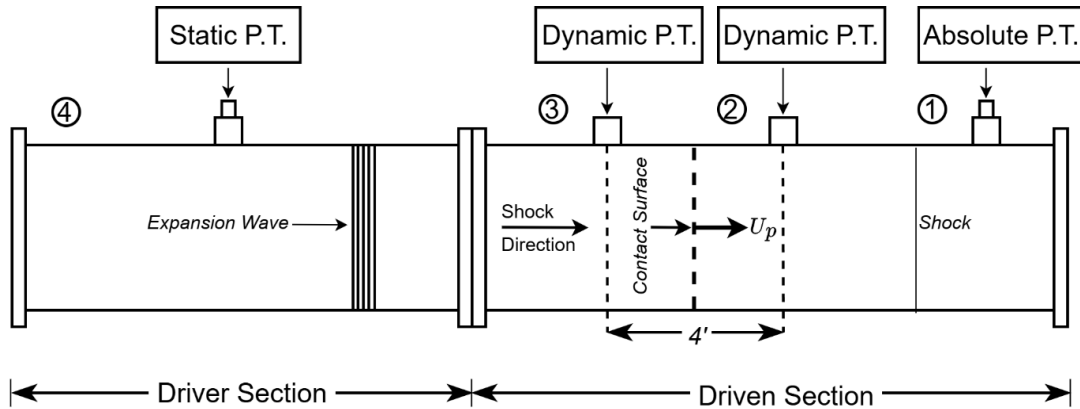 Static P.T.
Dynamic P.T.
Dynamic P.T.
Absolute P.T.
④
③
②
①
Expansion Wave
Shock
Direction
Contact Surface
Up
Shock
4'
Driver Section
Driven Section